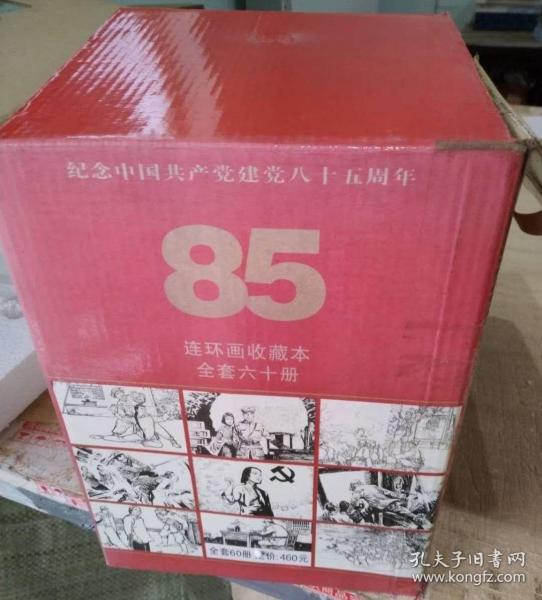 纪念中国共产党建党八十五周年
85
连环画收藏本
全套六十册
全套60册 定价:460元
孔夫子旧书网
www.kongfz.com